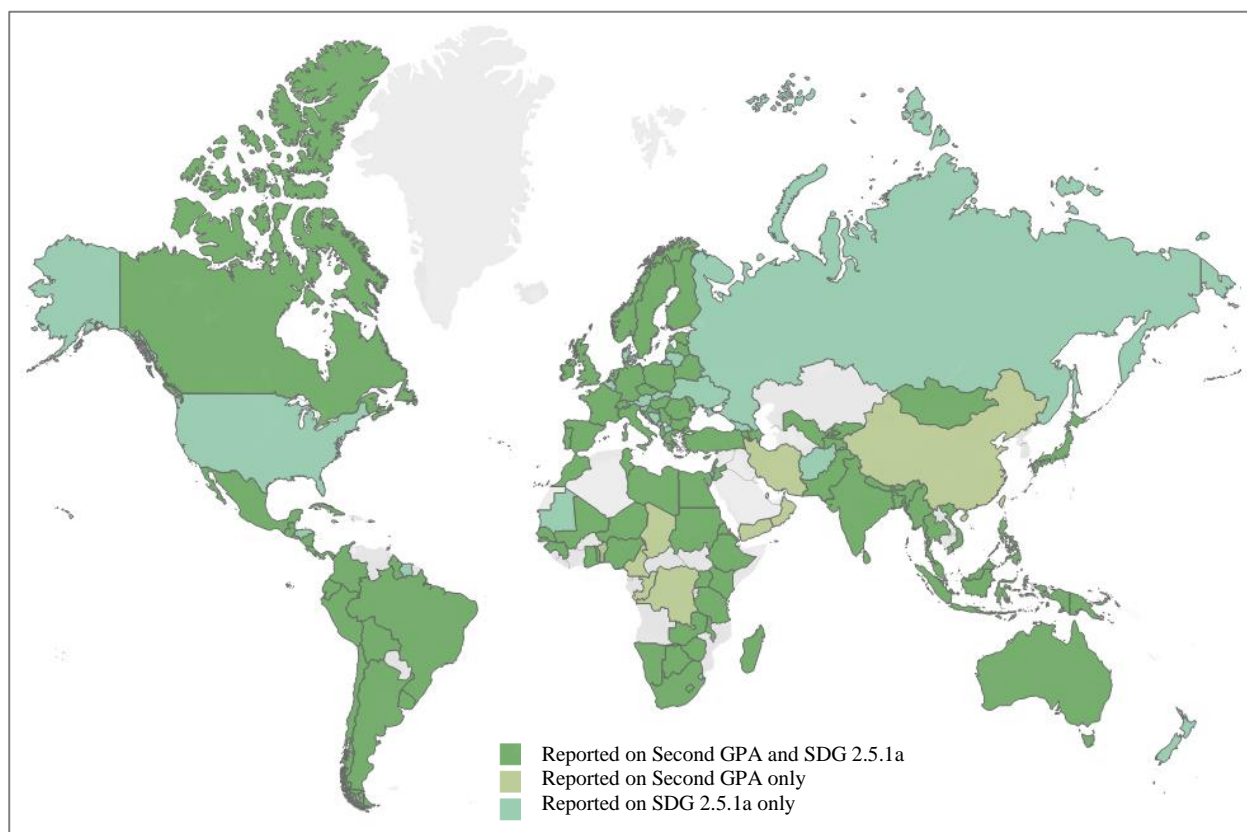 Reported on Second GPA and SDG 2.5.1a
Reported on Second GPA only
Reported on SDG 2.5.1a only